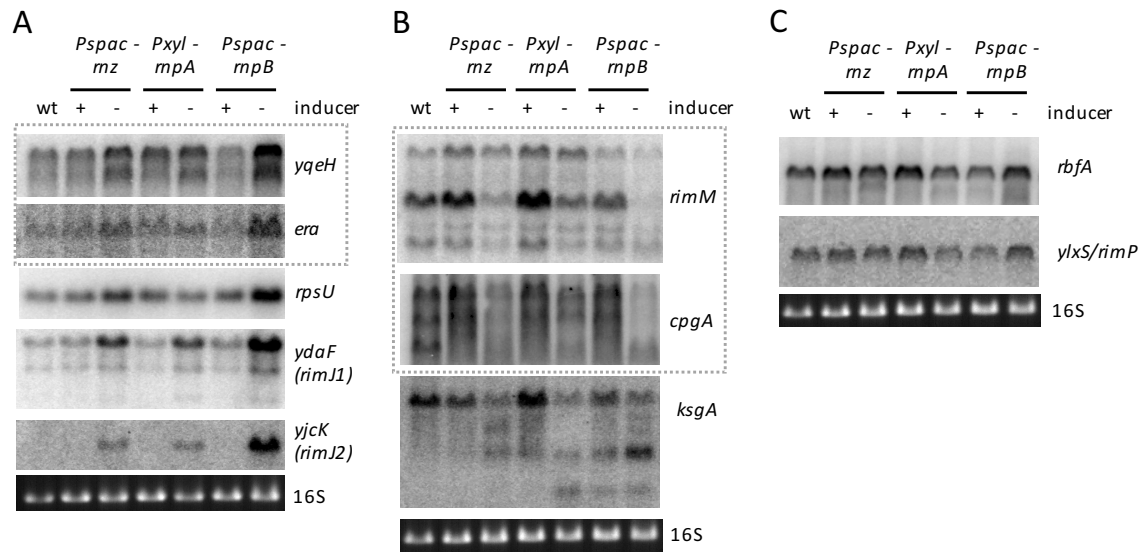 A
Pspac - Pxyl - Pspac -
rnz rnpA rnpB
wt + - + - + - inducer
yqeH
era
rpsU
ydaF
(rimJ1)
yjcK
(rimJ2)
16S
B
Pspac - Pxyl - Pspac -
rnz rnpA rnpB
wt + - + - + - inducer
rimM
cpgA
ksgA
16S
C
Pspac - Pxyl - Pspac -
rnz rnpA rnpB
wt + - + - + - inducer
rbfA
ylxS/rimP
16S